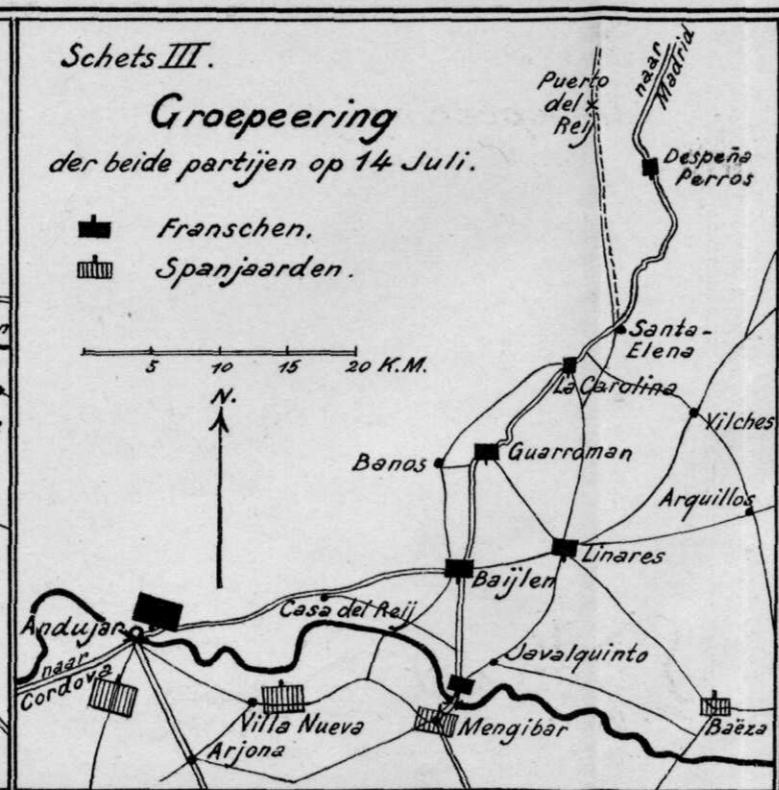 Schets III.
Groepeering
der beide partijen op 14 Juli.
Franschen.
Spanjaarden.
5 10 15 20 K.M.
N.
naar
Madrid
Puerto
del
Reij
Despeña
Perros
Santa-
Elena
La Carolina
Vilches
Banos
Guarroman
Arquillos
Linares
Baijlen
Casa del Reij
Andujar
naar
Cordova
Javalquinto
Villa Nueva
Mengibar
Baëza
Arjona